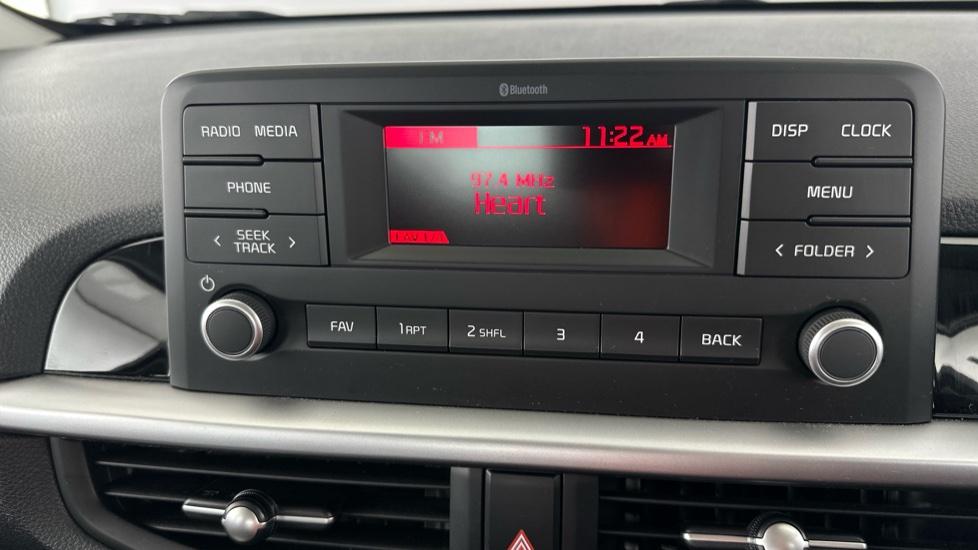 Bluetooth
RADIO MEDIA
PHONE
< SEEK TRACK >
FM 11:22 AM
97.4 MHz
Heart
DISP CLOCK
MENU
< FOLDER >
FAV 1 RPT 2 SHFL 3 4 BACK